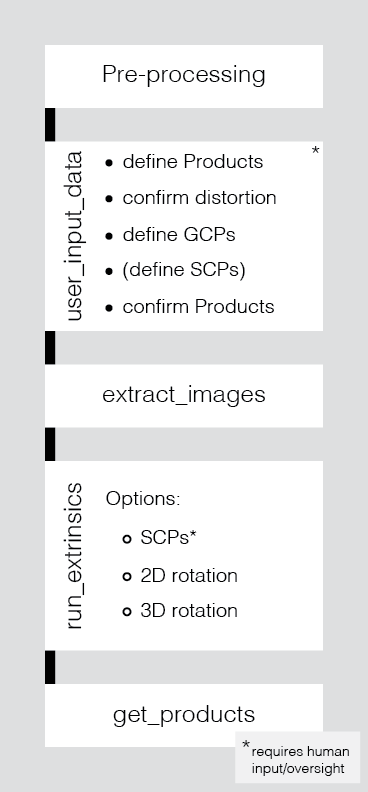 Pre-processing
*
user_input_data
• define Products
• confirm distortion
• define GCPs
• (define SCPs)
• confirm Products
extract_images
run_extrinsics
Options:
SCPs*
2D rotation
3D rotation
get_products
*requires human
input/oversight